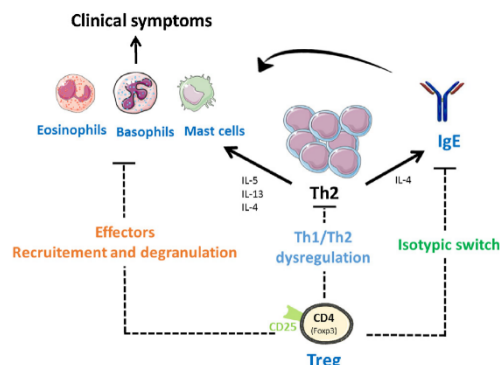 Clinical symptoms
Eosinophils
Basophils
Mast cells
IgE
IL-5
IL-13
IL-4
Th2
IL-4
Effectors
Recruitement and degranulation
Th1/Th2
dysregulation
Isotypic switch
CD25
CD4
(Foxp3)
Treg